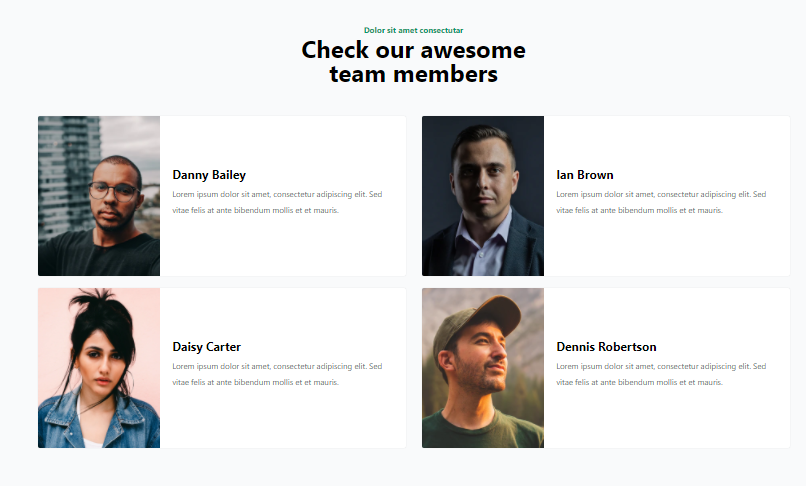 Dolor sit amet consectutar
Check our awesome
team members
Danny Bailey
Lorem ipsum dolor sit amet, consectetur adipiscing elit. Sed
vitae felis at ante bibendum mollis et et mauris.
Ian Brown
Lorem ipsum dolor sit amet, consectetur adipiscing elit. Sed
vitae felis at ante bibendum mollis et et mauris.
Daisy Carter
Lorem ipsum dolor sit amet, consectetur adipiscing elit. Sed
vitae felis at ante bibendum mollis et et mauris.
Dennis Robertson
Lorem ipsum dolor sit amet, consectetur adipiscing elit. Sed
vitae felis at ante bibendum mollis et et mauris.